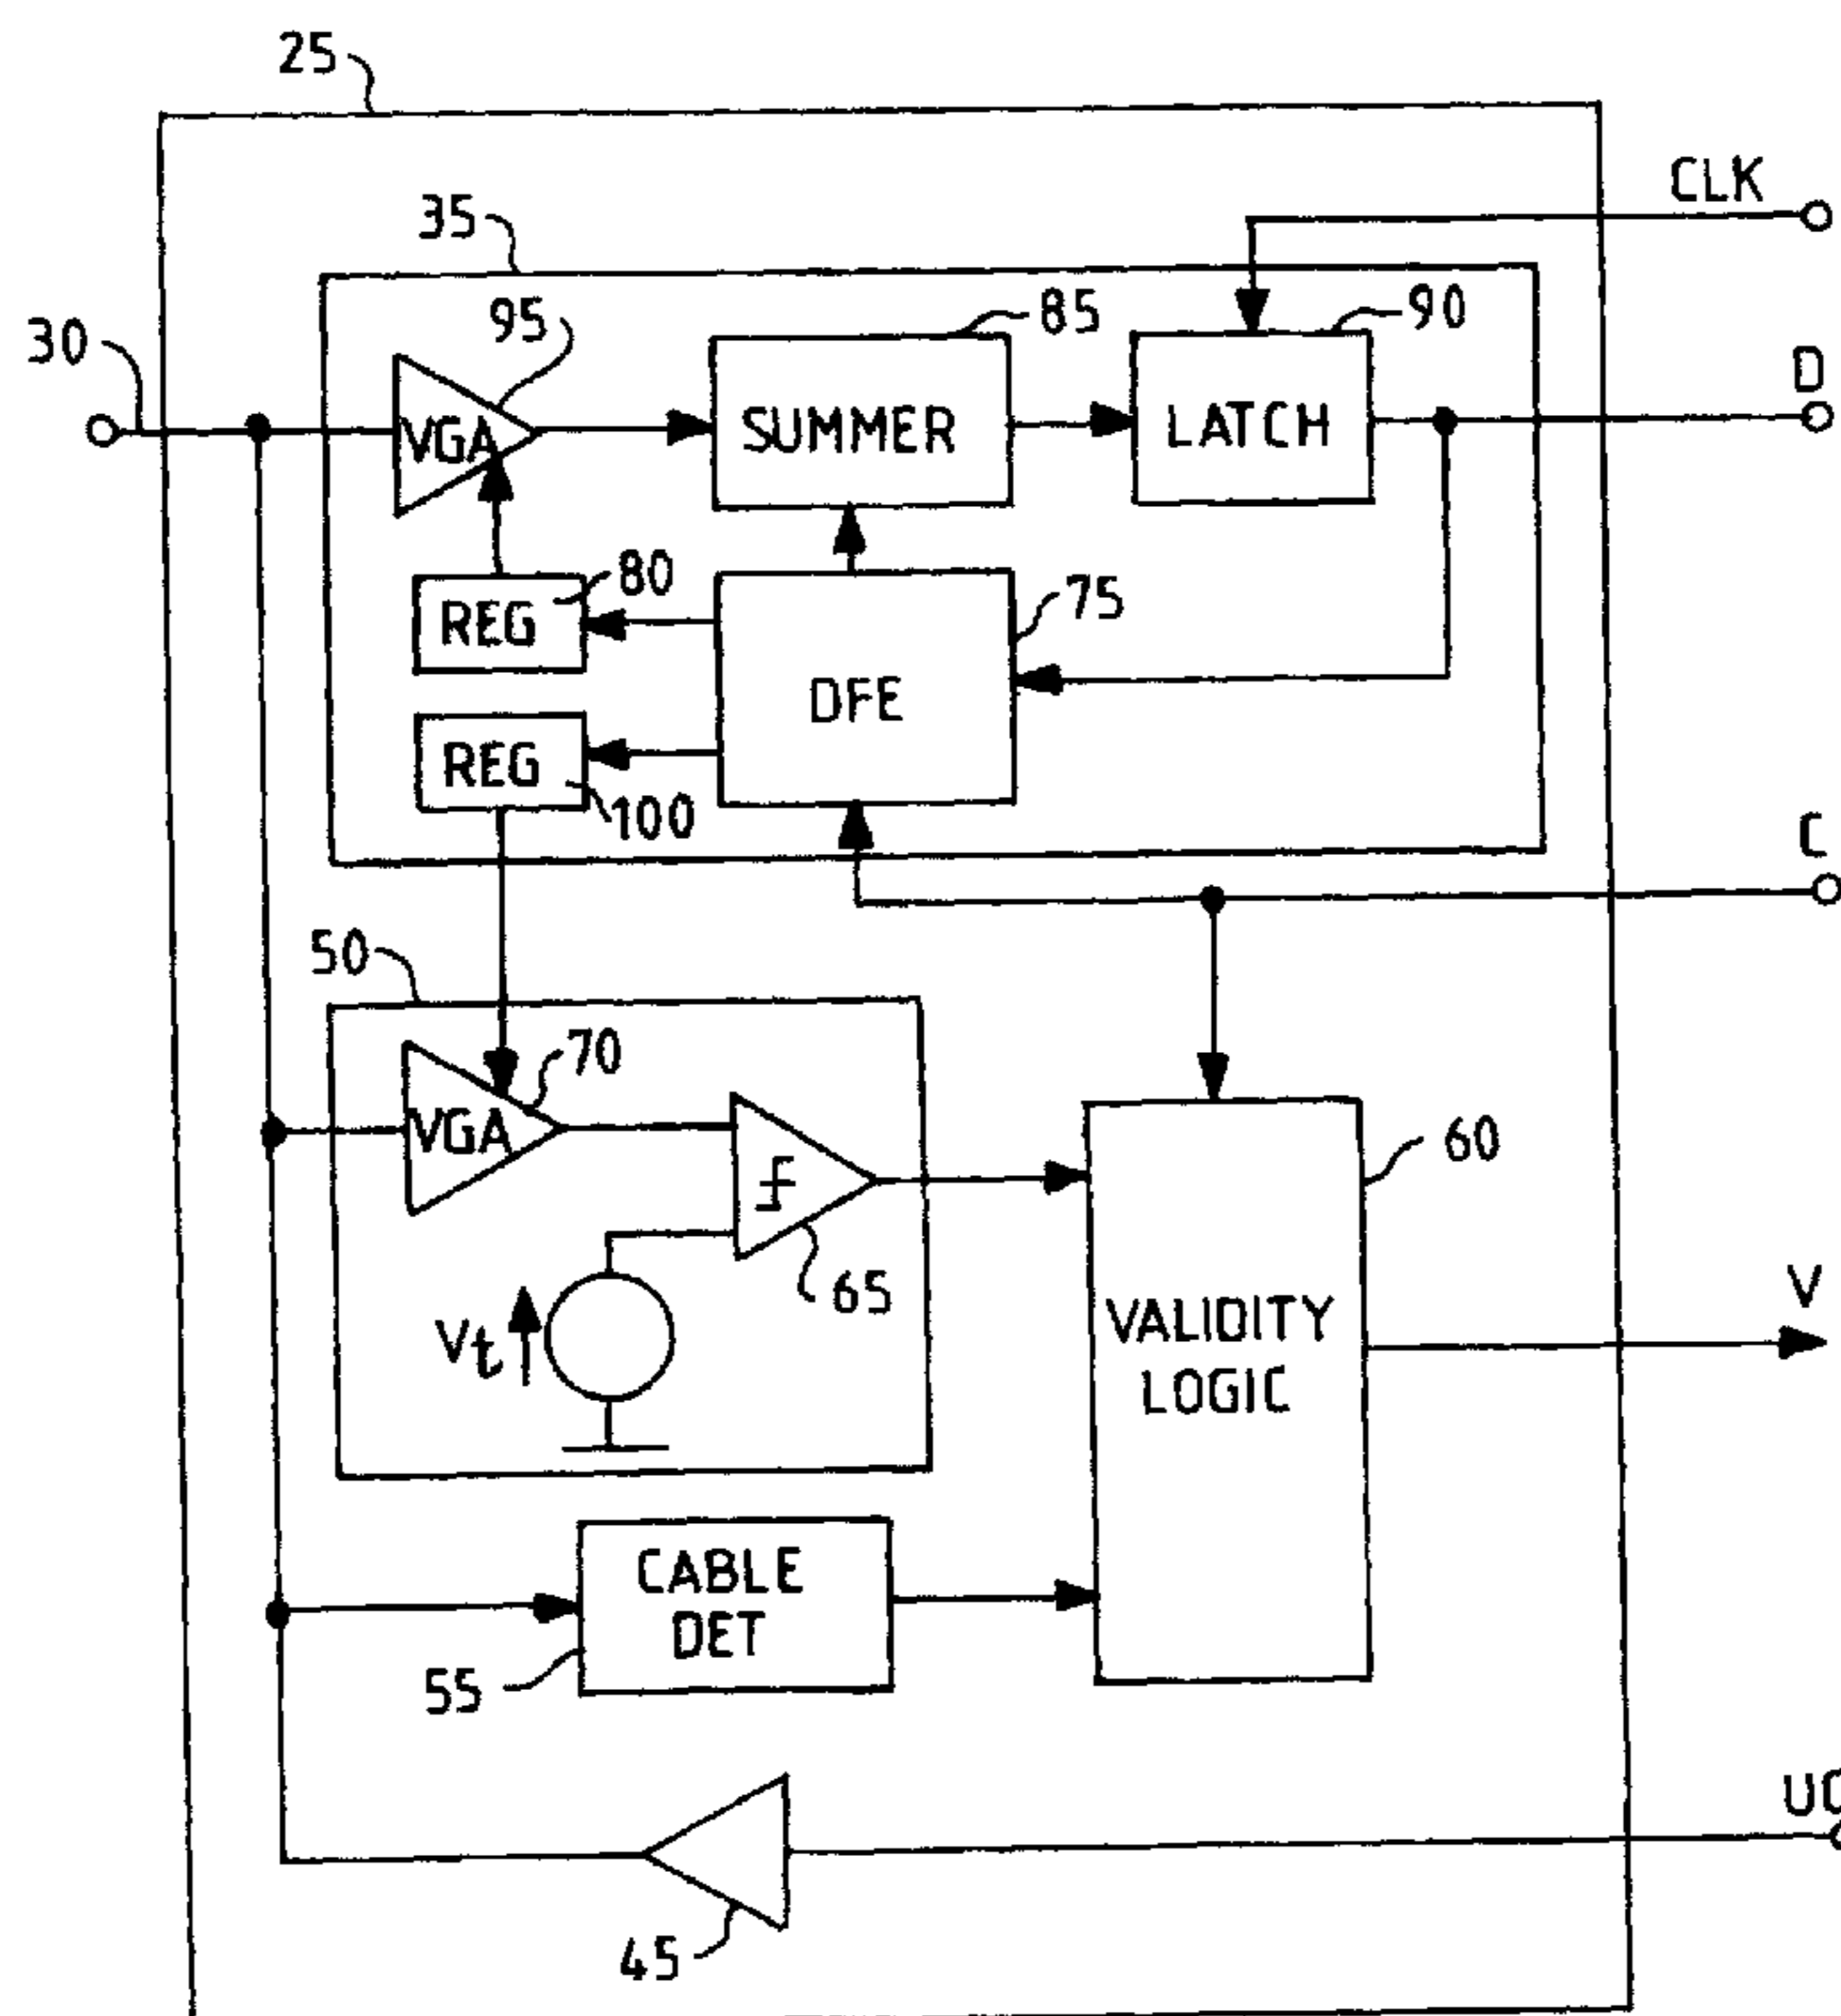 25
CLK
35
95
85
90
30
D
VGA
SUMMER
LATCH
80
REG
75
DFE
REG
100
C
50
70
VGA
60
65
Vt
VALIDITY
LOGIC
V
CABLE
DET
55
45